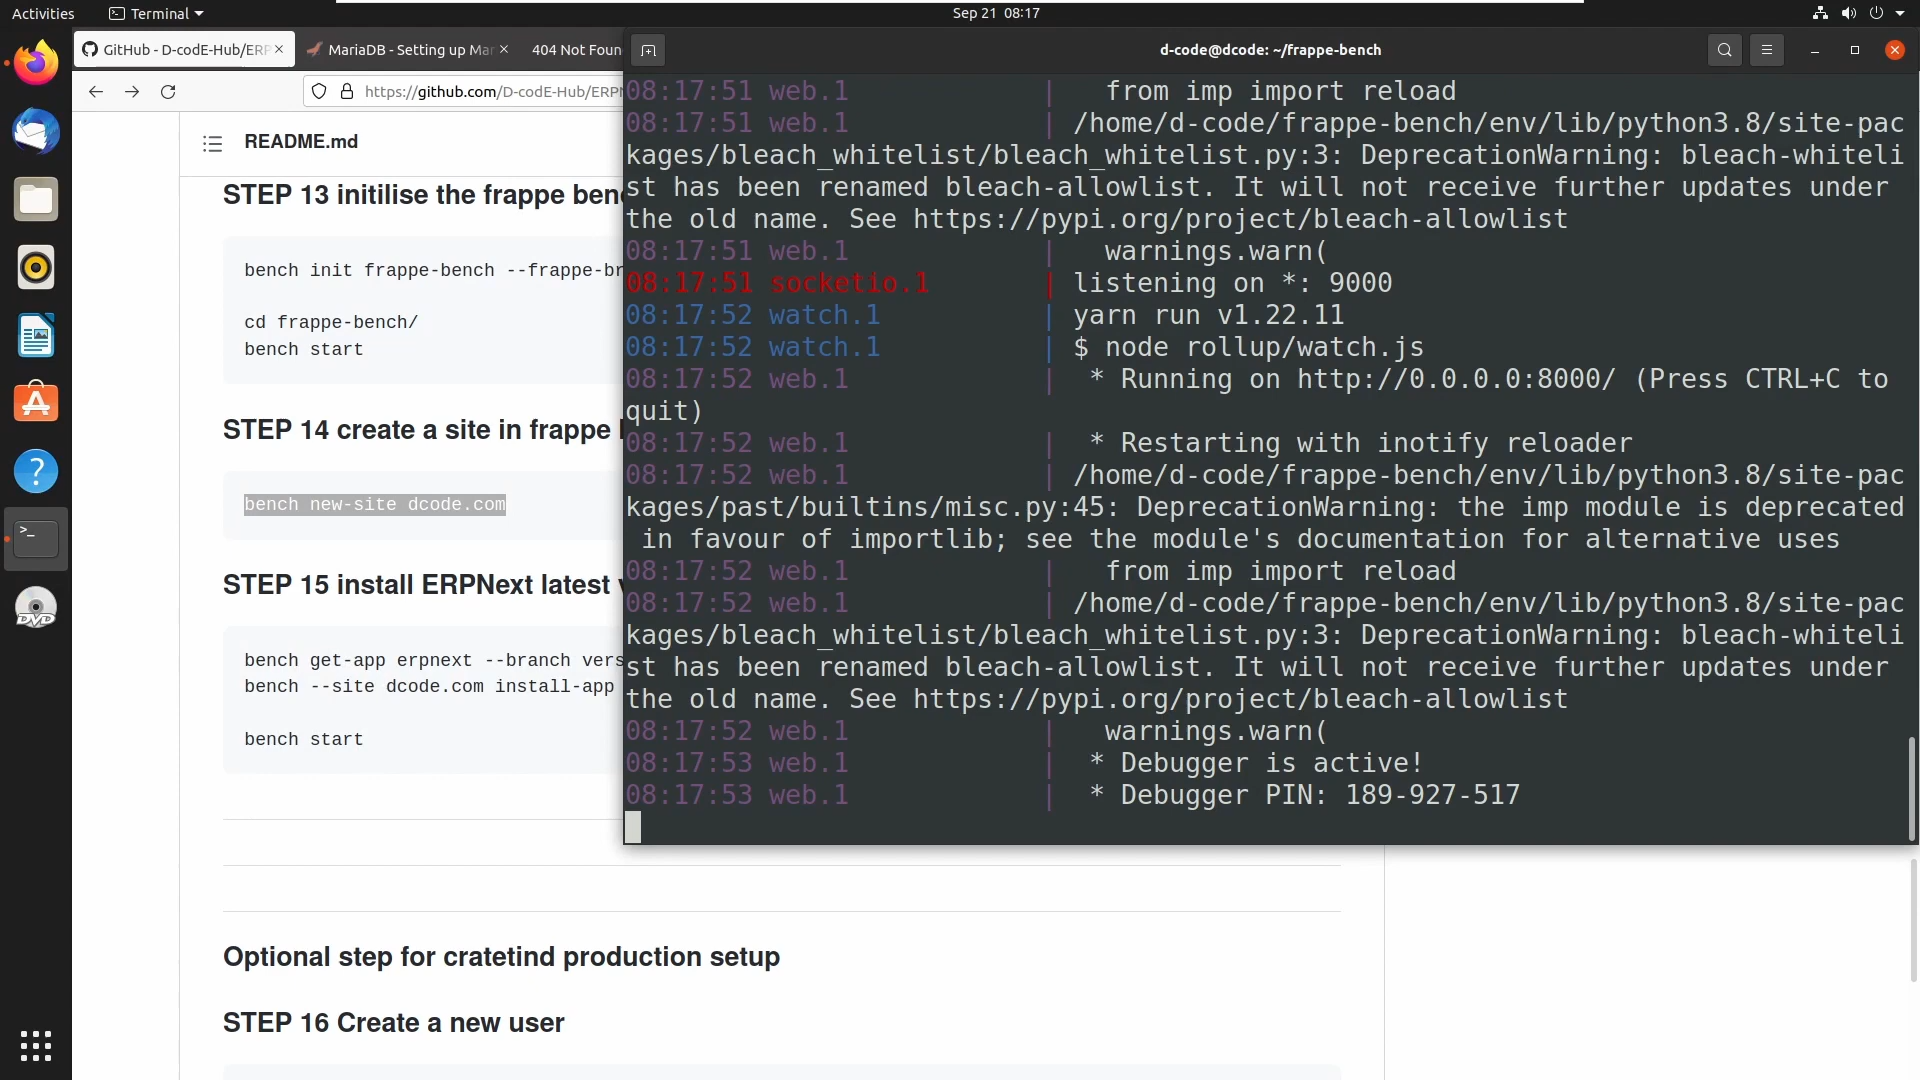 Activities
Terminal
Sep 21 08:17
GitHub - D-codE-Hub/ERP
MariaDB - Setting up Mar
404 Not Foun
d-code@dcode: ~/frappe-bench
https://github.com/D-codE-Hub/ERPN
README.md
STEP 13 initilise the frappe ben
bench init frappe-bench --frappe-br
cd frappe-bench/
bench start
STEP 14 create a site in frappe
bench new-site dcode.com
STEP 15 install ERPNext latest v
bench get-app erpnext --branch vers
bench --site dcode.com install-app
bench start
Optional step for cratetind production setup
STEP 16 Create a new user
08:17:51 web.1 | from imp import reload
08:17:51 web.1 | /home/d-code/frappe-bench/env/lib/python3.8/site-pac
kages/bleach_whitelist/bleach_whitelist.py:3: DeprecationWarning: bleach-whiteli
st has been renamed bleach-allowlist. It will not receive further updates under
the old name. See https://pypi.org/project/bleach-allowlist
08:17:51 web.1 | warnings.warn(
08:17:51 socketio.1 | listening on *: 9000
08:17:52 watch.1 | yarn run v1.22.11
08:17:52 watch.1 | $ node rollup/watch.js
08:17:52 web.1 | * Running on http://0.0.0.0:8000/ (Press CTRL+C to
quit)
08:17:52 web.1 | * Restarting with inotify reloader
08:17:52 web.1 | /home/d-code/frappe-bench/env/lib/python3.8/site-pac
kages/past/builtins/misc.py:45: DeprecationWarning: the imp module is deprecated
in favour of importlib; see the module's documentation for alternative uses
08:17:52 web.1 | from imp import reload
08:17:52 web.1 | /home/d-code/frappe-bench/env/lib/python3.8/site-pac
kages/bleach_whitelist/bleach_whitelist.py:3: DeprecationWarning: bleach-whiteli
st has been renamed bleach-allowlist. It will not receive further updates under
the old name. See https://pypi.org/project/bleach-allowlist
08:17:52 web.1 | warnings.warn(
08:17:53 web.1 | * Debugger is active!
08:17:53 web.1 | * Debugger PIN: 189-927-517